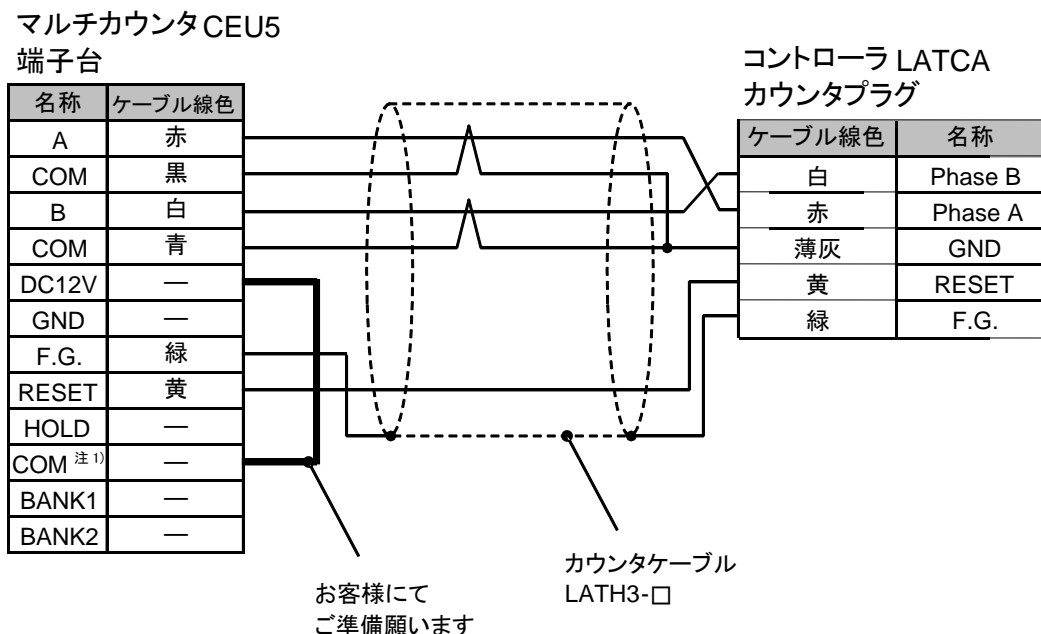 マルチカウンタCEU5
端子台
名称 ケーブル線色
A 赤
COM 黒
B 白
COM 青
DC12V ―
GND ―
F.G. 緑
RESET 黄
HOLD ―
COM 注1) ―
BANK1 ―
BANK2 ―
コントローラ LATCA
カウンタプラグ
ケーブル線色 名称
白 Phase B
赤 Phase A
薄灰 GND
黄 RESET
緑 F.G.
お客様にて
ご準備願います
カウンタケーブル
LATH3-□